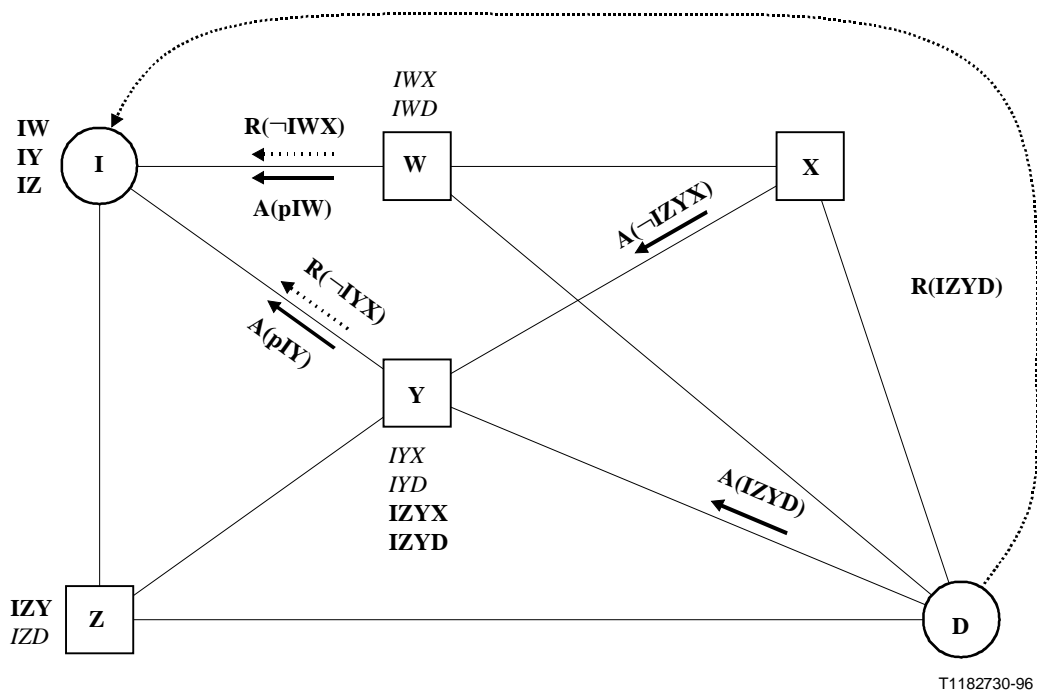 IWX
IWD
IW
IY
IZ
I
R(¬IWX)
A(pIW)
W
X
A(¬IZYX)
R(¬IYX)
A(pIY)
R(IZYD)
Y
IYX
IYD
IZYX
IZYD
A(IZYD)
IZY
IZD
Z
D
T1182730-96